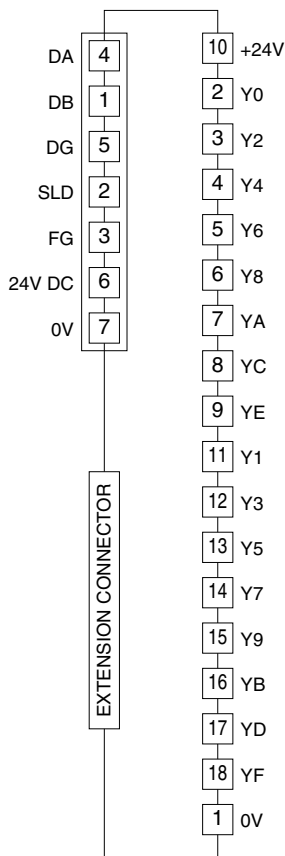 DA 4
DB 1
DG 5
SLD 2
FG 3
24V DC 6
0V 7
EXTENSION CONNECTOR
10 +24V
2 Y0
3 Y2
4 Y4
5 Y6
6 Y8
7 YA
8 YC
9 YE
11 Y1
12 Y3
13 Y5
14 Y7
15 Y9
16 YB
17 YD
18 YF
1 0V